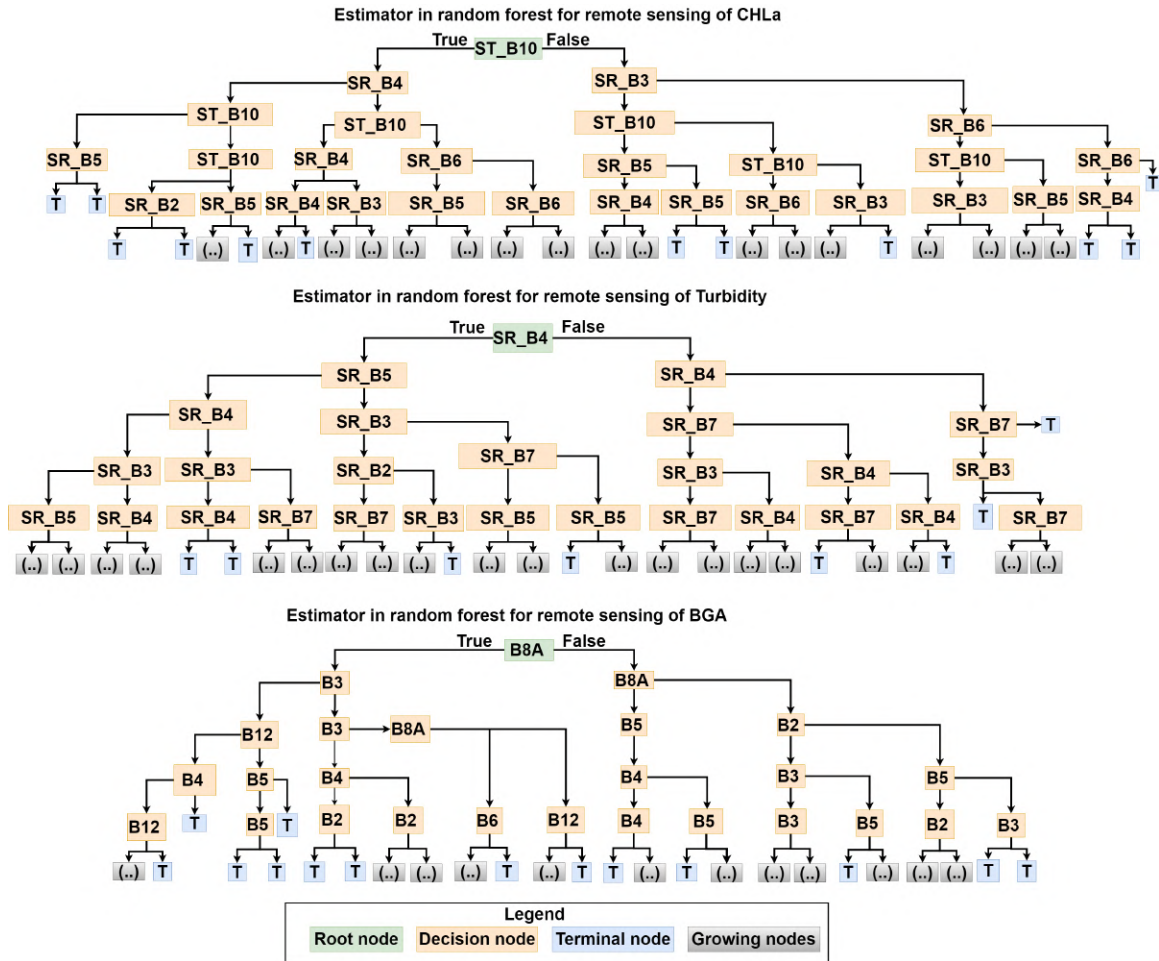 Estimator in random forest for remote sensing of CHLa
True ST_B10 False
SR_B4 SR_B3
ST_B10 ST_B10 ST_B10 SR_B6
SR_B5 ST_B10 SR_B4 SR_B6 SR_B5 ST_B10 ST_B10 SR_B6
T T SR_B2 SR_B5 SR_B4 SR_B3 SR_B5 SR_B6 SR_B4 SR_B5 SR_B6 SR_B3 SR_B3 SR_B5 SR_B4 T
T T (..) T (..) T (..) (..) (..) (..) (..) (..) (..) (..) T T (..) (..) (..) T (..) (..) (..) (..) T T
Estimator in random forest for remote sensing of Turbidity
True SR_B4 False
SR_B5 SR_B4
SR_B4 SR_B3 SR_B7 SR_B7 T
SR_B3 SR_B3 SR_B2 SR_B7 SR_B3 SR_B4 SR_B3
SR_B5 SR_B4 SR_B4 SR_B7 SR_B7 SR_B3 SR_B5 SR_B5 SR_B7 SR_B4 SR_B7 SR_B4 T SR_B7
(..) (..) (..) (..) T T (..) (..) (..) (..) (..) T (..) (..) T (..) (..) (..) (..) (..) T (..) (..) T (..) (..)
Estimator in random forest for remote sensing of BGA
True B8A False
B3 B8A
B12 B3 B8A B5 B2
B4 B5 B4 B4 B3 B5
B12 T B5 T B2 B2 B6 B12 B4 B5 B3 B5 B2 B3
(..) T T T T T (..) (..) (..) T (..) T T (..) T (..) (..) (..) T (..) (..) (..) T T
Legend
Root node Decision node Terminal node Growing nodes